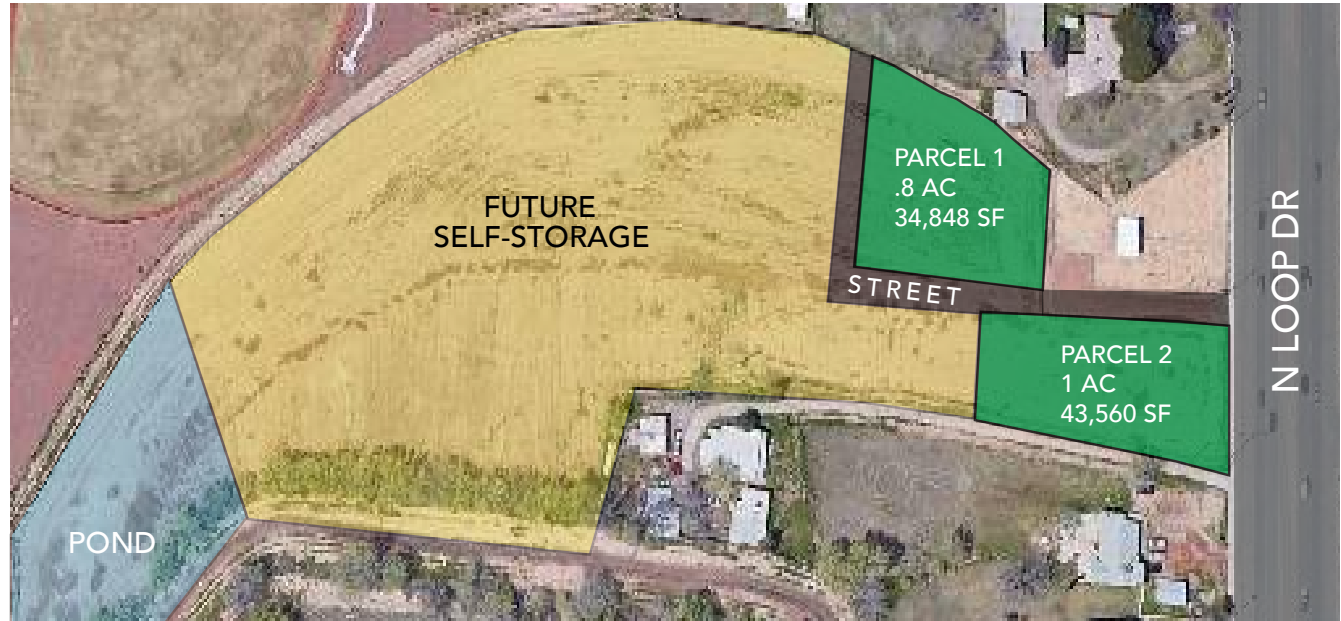 FUTURE
SELF-STORAGE
PARCEL 1
.8 AC
34,848 SF
STREET
PARCEL 2
1 AC
43,560 SF
N LOOP DR
POND